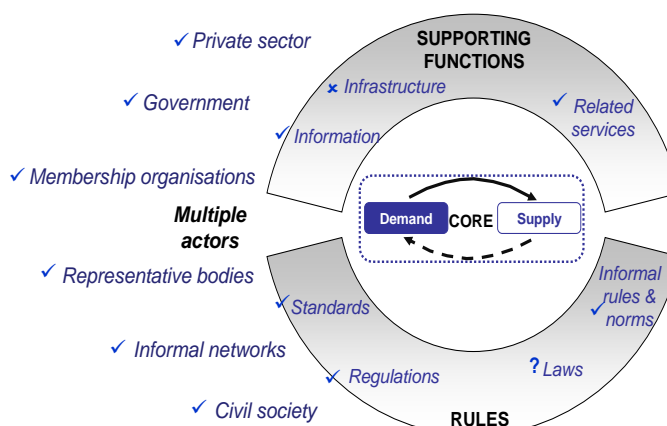 ✓ Private sector
SUPPORTING
FUNCTIONS
✗ Infrastructure
✓ Government
✓ Related
services
✓ Information
✓ Membership organisations
Multiple
actors
Demand
CORE
Supply
✓ Representative bodies
Informal
rules &
✓ norms
✓ Standards
✓ Informal networks
✓ Regulations
? Laws
✓ Civil society
RULES